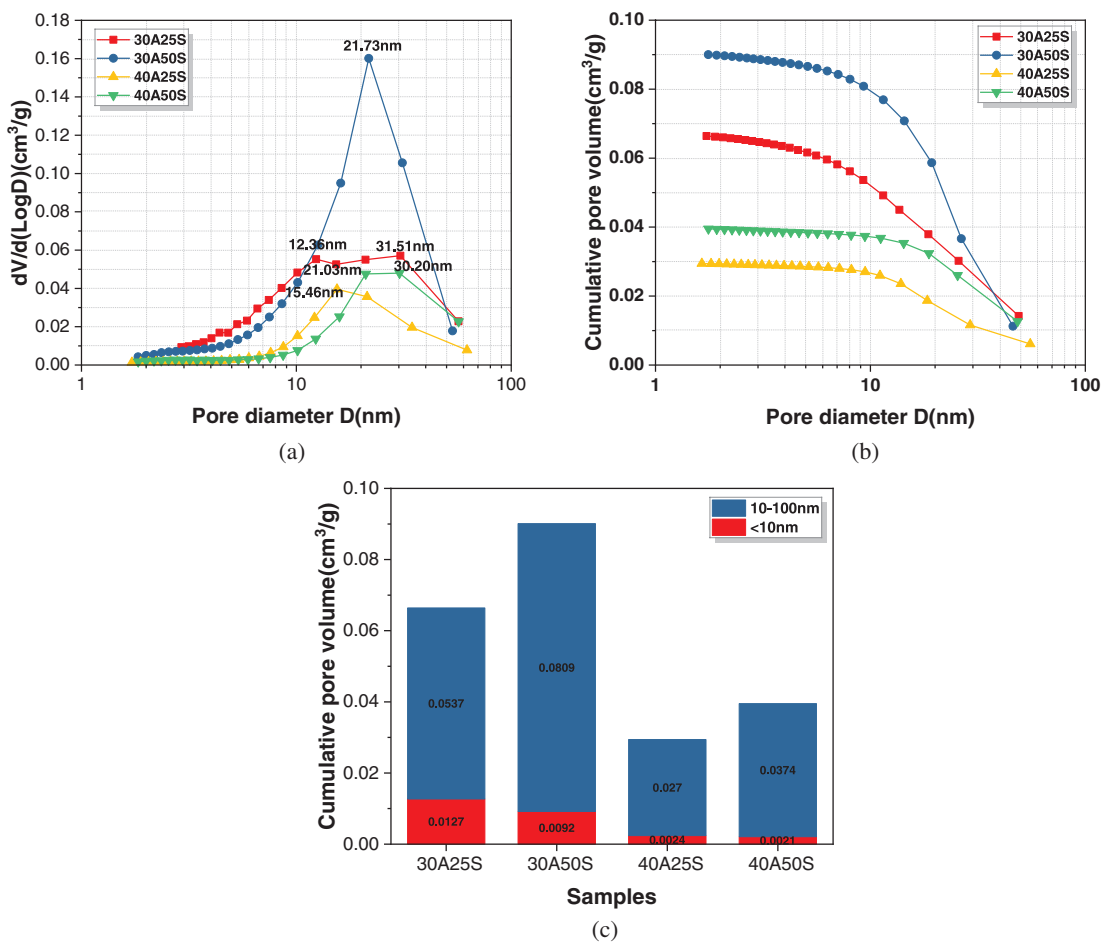 0.20
0.18
0.16
0.14
0.12
0.10
0.08
0.06
0.04
0.02
0.00
dV/d(LogD)(cm³/g)
30A25S
30A50S
40A25S
40A50S
21.73nm
12.36nm
31.51nm
21.03nm
30.20nm
15.46nm
1
10
100
Pore diameter D(nm)
(a)
0.10
0.08
0.06
0.04
0.02
0.00
Cumulative pore volume(cm³/g)
30A25S
30A50S
40A25S
40A50S
1
10
100
Pore diameter D(nm)
(b)
0.10
0.08
0.06
0.04
0.02
0.00
Cumulative pore volume(cm³/g)
10-100nm
<10nm
0.0537
0.0809
0.027
0.0374
0.0127
0.0092
0.0024
0.0021
30A25S
30A50S
40A25S
40A50S
Samples
(c)